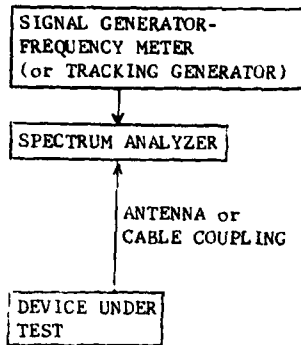 SIGNAL GENERATOR-
FREQUENCY METER
(or TRACKING GENERATOR)
SPECTRUM ANALYZER
ANTENNA or
CABLE COUPLING
DEVICE UNDER
TEST